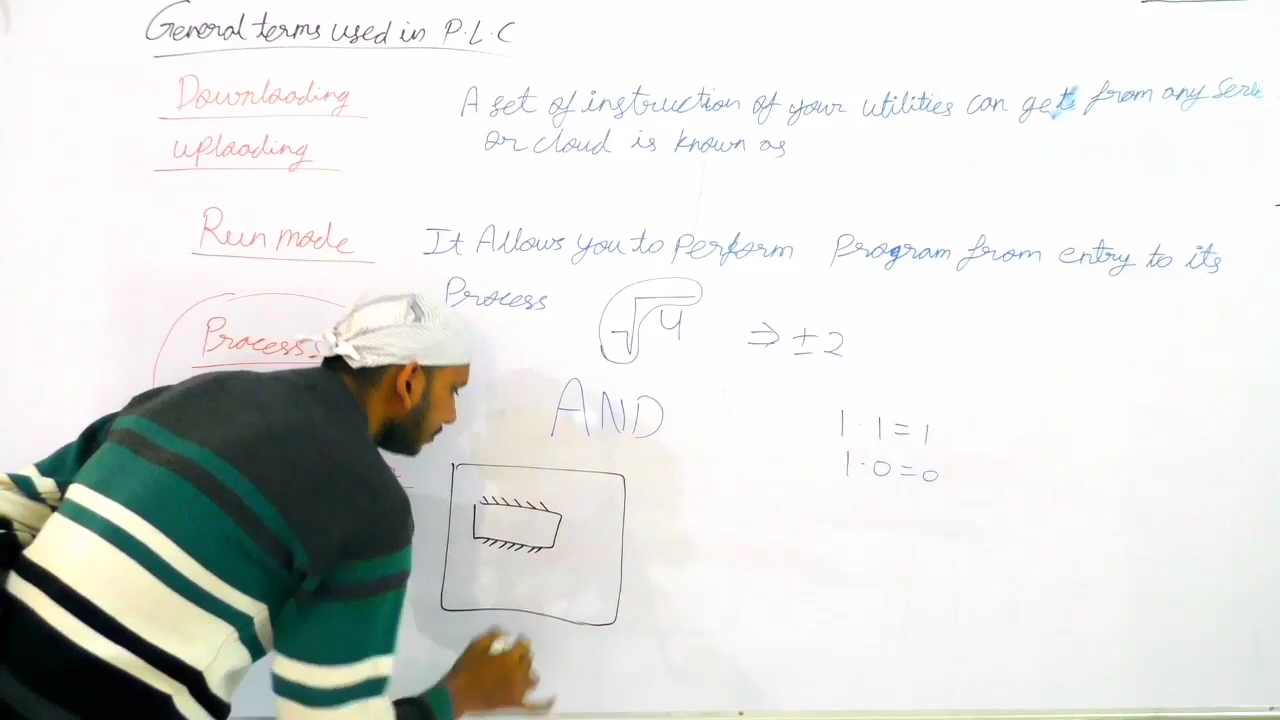 General terms used in P.L.C
Downloading
uploading
A set of instruction of your utilities can gets from any
or cloud is known as
Run mode
It Allows you to Perform Program from entry to its
Process
√4 ⇒ ±2
Process
AND
1·1=1
1·0=0